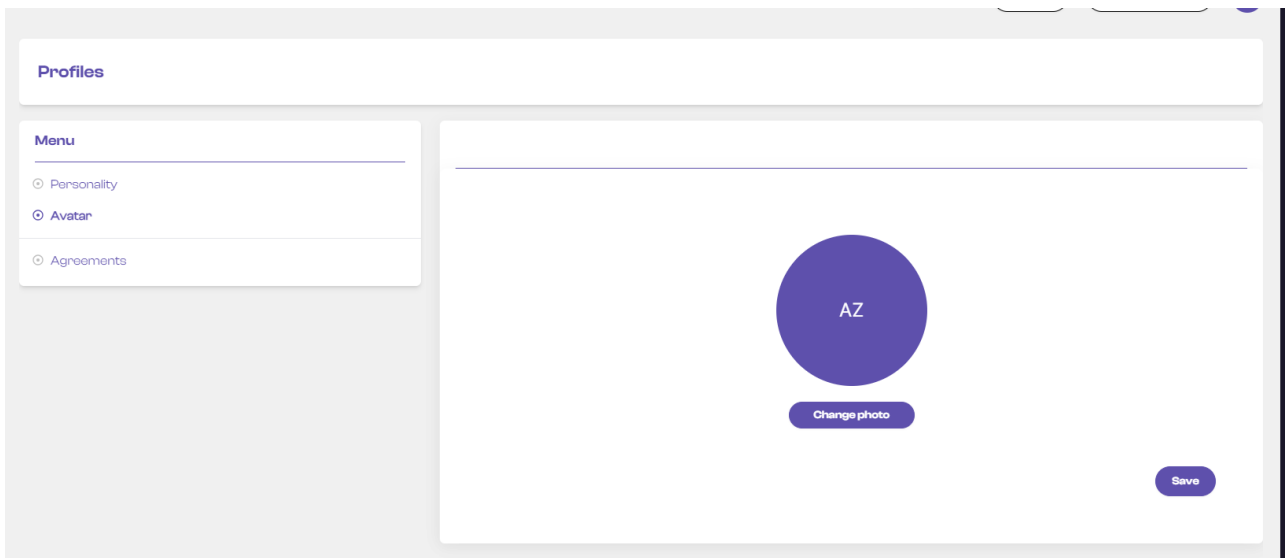 Profiles
Menu
Personality
Avatar
Agreements
AZ
Change photo
Save